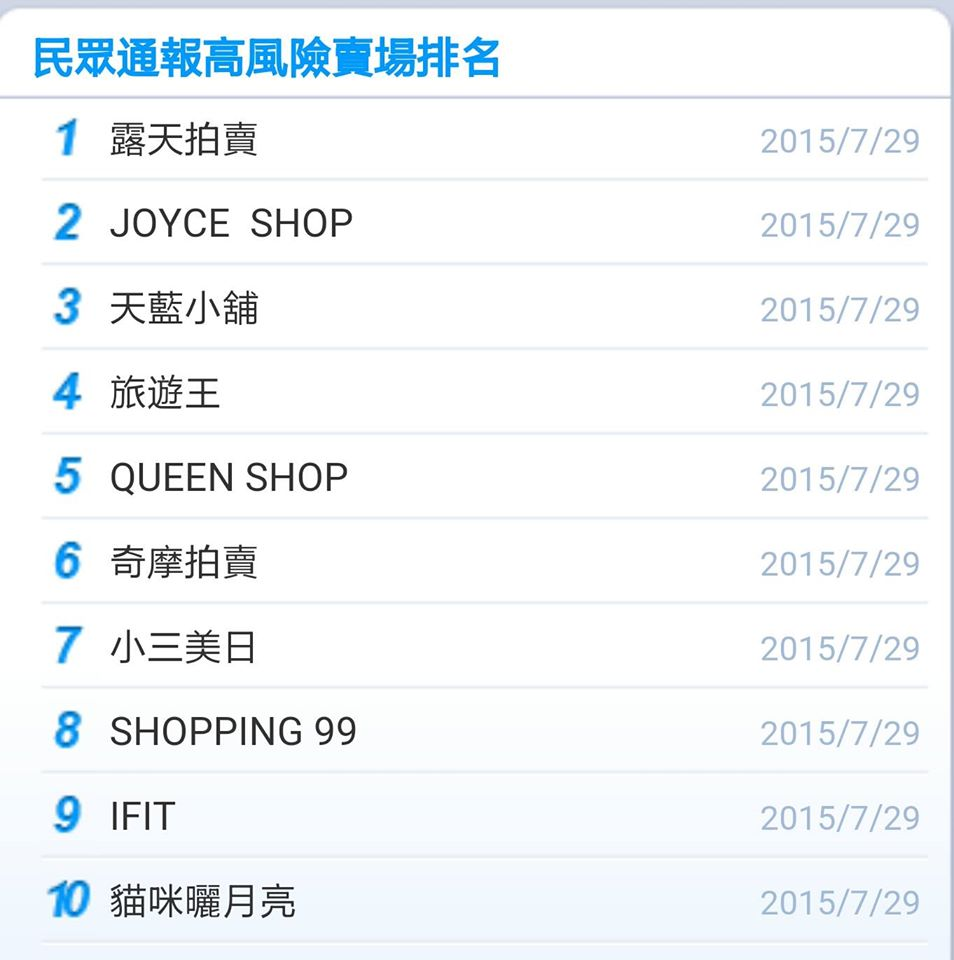 民眾通報高風險賣場排名
1 露天拍賣 2015/7/29
2 JOYCE  SHOP 2015/7/29
3 天藍小舖 2015/7/29
4 旅遊王 2015/7/29
5 QUEEN SHOP 2015/7/29
6 奇摩拍賣 2015/7/29
7 小三美日 2015/7/29
8 SHOPPING 99 2015/7/29
9 IFIT 2015/7/29
10 貓咪曬月亮 2015/7/29